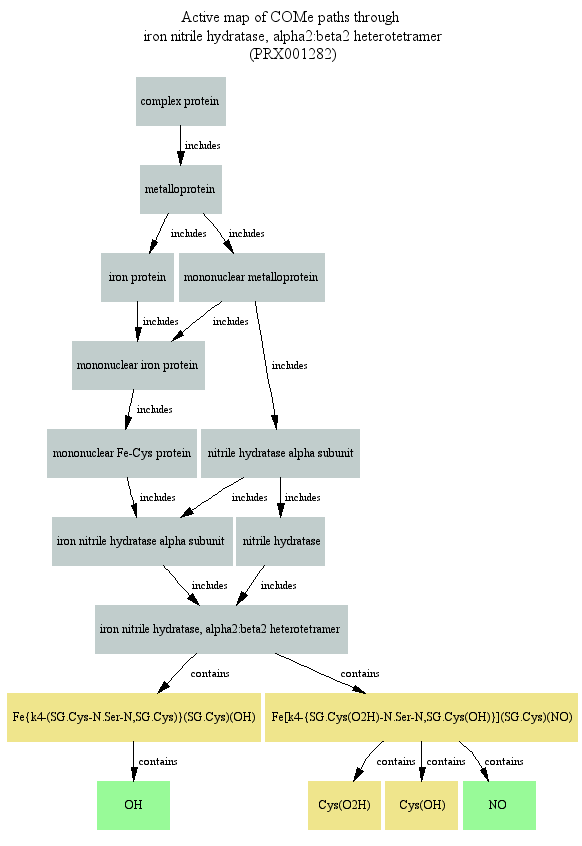 Active map of COMe paths through
iron nitrile hydratase, alpha2:beta2 heterotetramer
(PRX001282)
complex protein
includes
metalloprotein
includes
includes
iron protein
mononuclear metalloprotein
includes
includes
mononuclear iron protein
includes
includes
mononuclear Fe-Cys protein
nitrile hydratase alpha subunit
includes
includes
includes
iron nitrile hydratase alpha subunit
nitrile hydratase
includes
includes
iron nitrile hydratase, alpha2:beta2 heterotetramer
contains
contains
Fe{k4-(SG.Cys-N.Ser-N,SG.Cys)}(SG.Cys)(OH)
Fe[k4-{SG.Cys(O2H)-N.Ser-N,SG.Cys(OH)}](SG.Cys)(NO)
contains
contains
contains
contains
OH
Cys(O2H)
Cys(OH)
NO